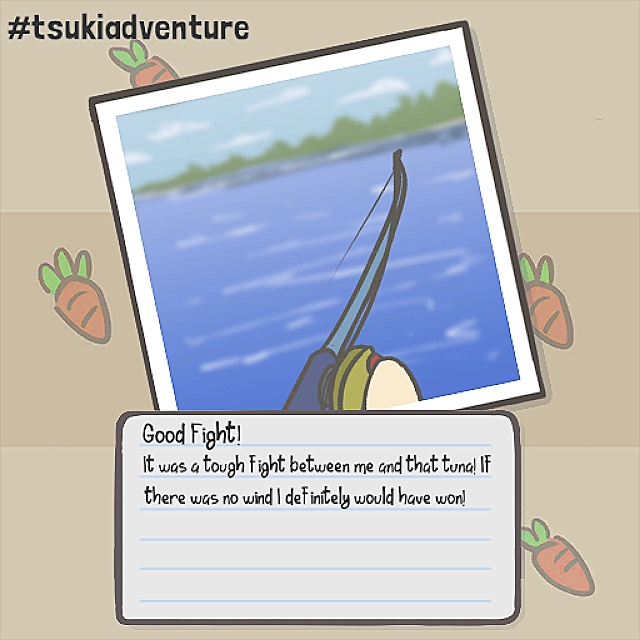 #tsukiadventure
Good Fight!
It was a tough fight between me and that tuna! If
there was no wind I definitely would have won!